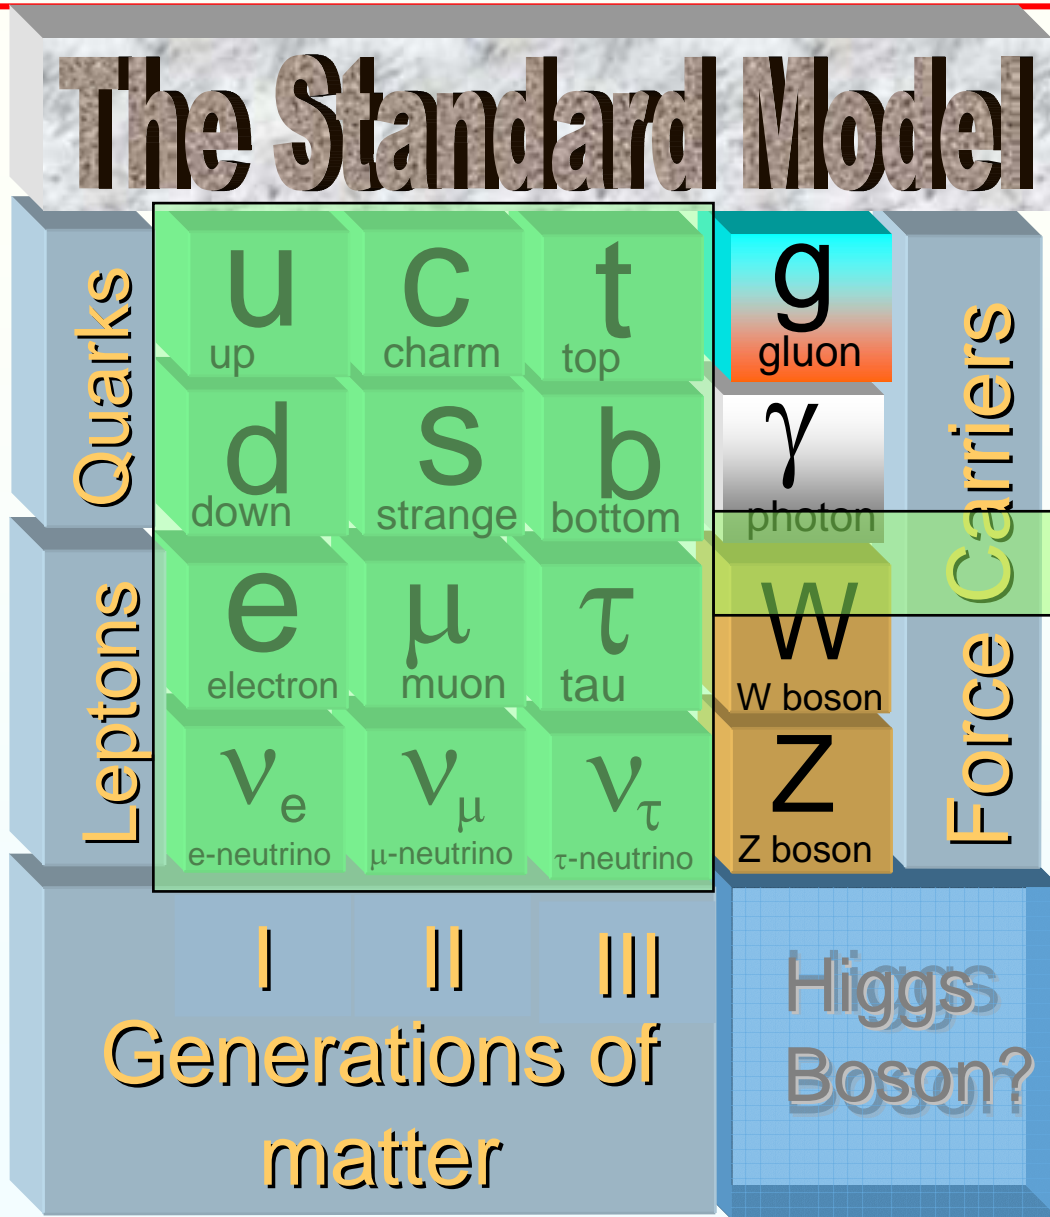 The Standard Model
Quarks
u
up
c
charm
t
top
g
gluon
d
down
s
strange
b
bottom
γ
photon
Leptons
e
electron
μ
muon
τ
tau
W
W boson
νe
e-neutrino
νμ
μ-neutrino
ντ
τ-neutrino
Z
Z boson
Force Carriers
I
II
III
Generations of
matter
Higgs
Boson?